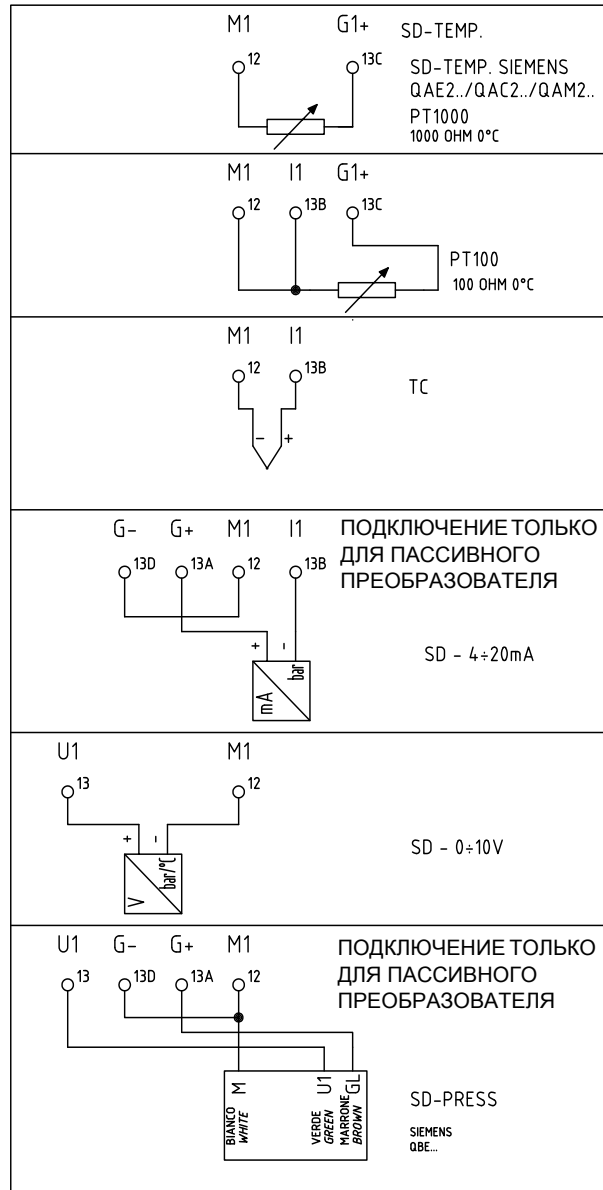 M1 G1+ SD-TEMP.
12 13C SD-TEMP. SIEMENS
QAE2../QAC2../QAM2..
PT1000
1000 OHM 0°C
M1 I1 G1+
12 13B 13C
PT100
100 OHM 0°C
M1 I1
12 13B
TC
- +
G- G+ M1 I1 ПОДКЛЮЧЕНИЕ ТОЛЬКО
13D 13A 12 13B ДЛЯ ПАССИВНОГО
ПРЕОБРАЗОВАТЕЛЯ
+ -
SD - 4÷20mA
mA bar
U1 M1
13 12
+ -
SD - 0÷10V
V bar/°C
U1 G- G+ M1 ПОДКЛЮЧЕНИЕ ТОЛЬКО
13 13D 13A 12 ДЛЯ ПАССИВНОГО
ПРЕОБРАЗОВАТЕЛЯ
M U1 GL
BIANCO VERDE MARRONE
WHITE GREEN BROWN
SD-PRESS
SIEMENS
QBE...